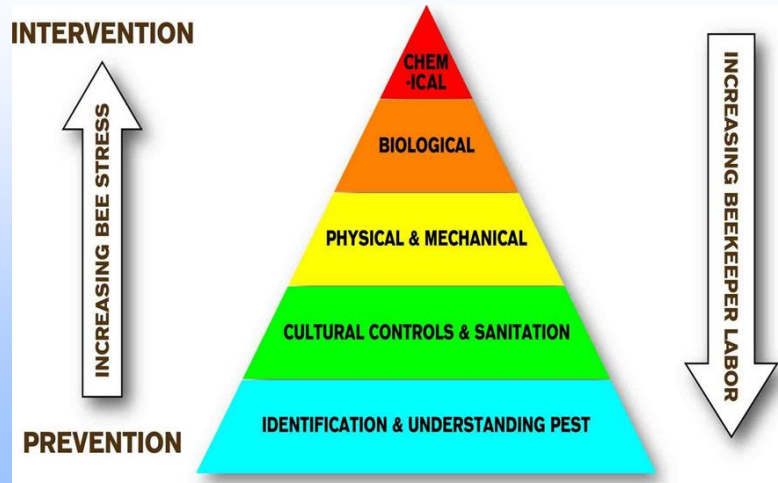 INTERVENTION
INCREASING BEE STRESS
PREVENTION
CHEM
-ICAL
BIOLOGICAL
PHYSICAL & MECHANICAL
CULTURAL CONTROLS & SANITATION
IDENTIFICATION & UNDERSTANDING PEST
INCREASING BEEKEEPER LABOR